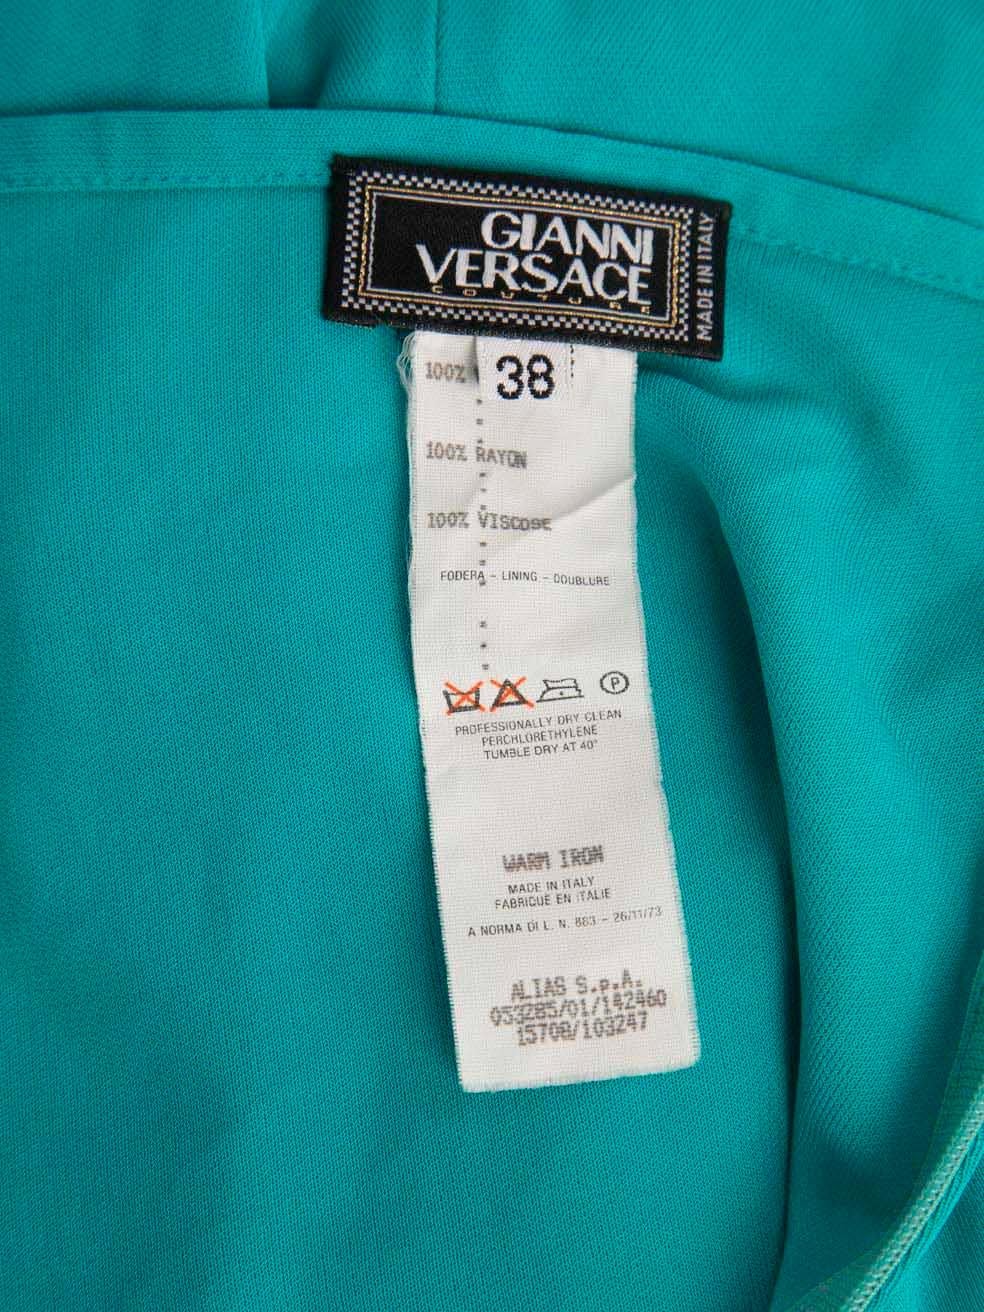 GIANNI
VERSACE
COUTURE
MADE IN ITALY
38
100%
100% RAYON
100% VISCOSE
FODERA - LINING - DOUBLURE
P
PROFESSIONALLY DRY CLEAN
PERCHLORETHYLENE
TUMBLE DRY AT 40°
WARM IRON
MADE IN ITALY
FABRIQUE EN ITALIE
A NORMA DI L. N. 883 - 26/11/73
ALIAS S.p.A.
053285/01/142460
15708/103247